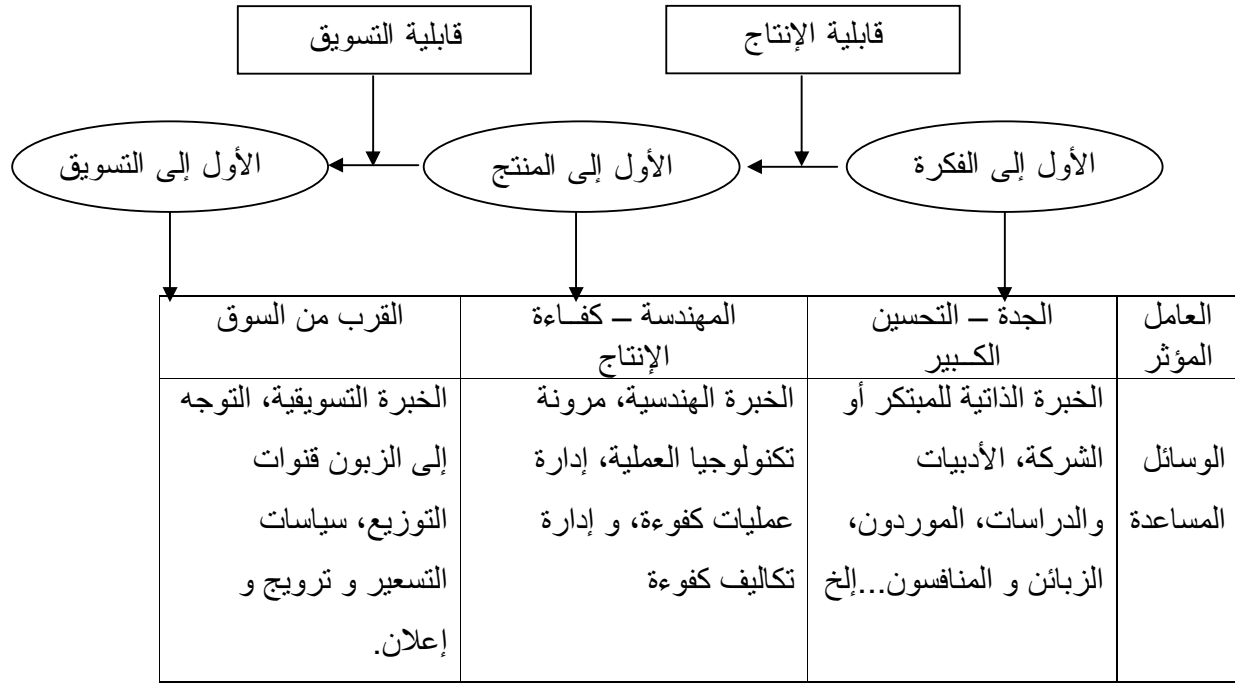 قابلية الإنتاج
قابلية التسويق
الأول إلى الفكرة
الأول إلى المنتج
الأول إلى التسويق
العامل
المؤثر
الجدة – التحسين
الكــبير
المهندسة – كفــاءة
الإنتاج
القرب من السوق
الوسائل
المساعدة
الخبرة الذاتية للمبتكر أو
الشركة، الأدبيات
والدراسات، الموردون،
الزبائن و المنافسون...إلخ
الخبرة الهندسية، مرونة
تكنولوجيا العملية، إدارة
عمليات كفوءة، و إدارة
تكاليف كفوءة
الخبرة التسويقية، التوجه
إلى الزبون قنوات
التوزيع، سياسات
التسعير و ترويج و
إعلان.